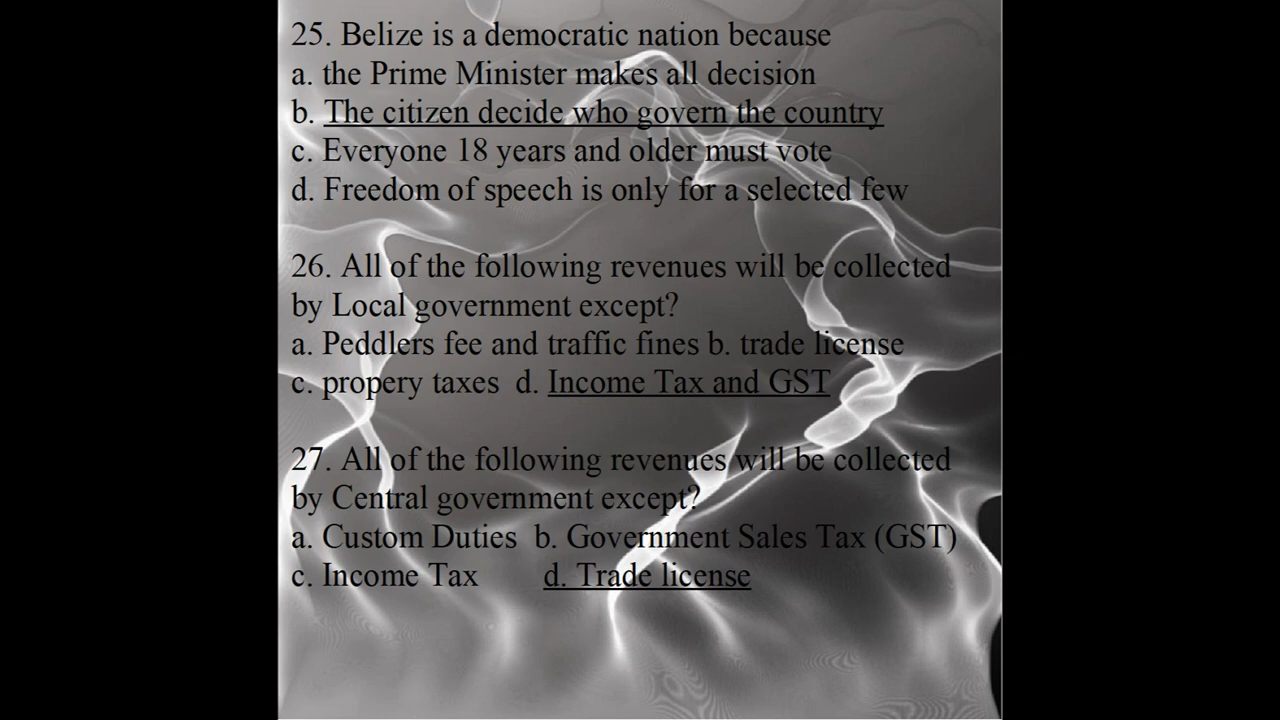 25. Belize is a democratic nation because
a. the Prime Minister makes all decision
b. The citizen decide who govern the country
c. Everyone 18 years and older must vote
d. Freedom of speech is only for a selected few
26. All of the following revenues will be collected
by Local government except?
a. Peddlers fee and traffic fines b. trade license
c. propery taxes  d. Income Tax and GST
27. All of the following revenues will be collected
by Central government except?
a. Custom Duties  b. Government Sales Tax (GST)
c. Income Tax        d. Trade license